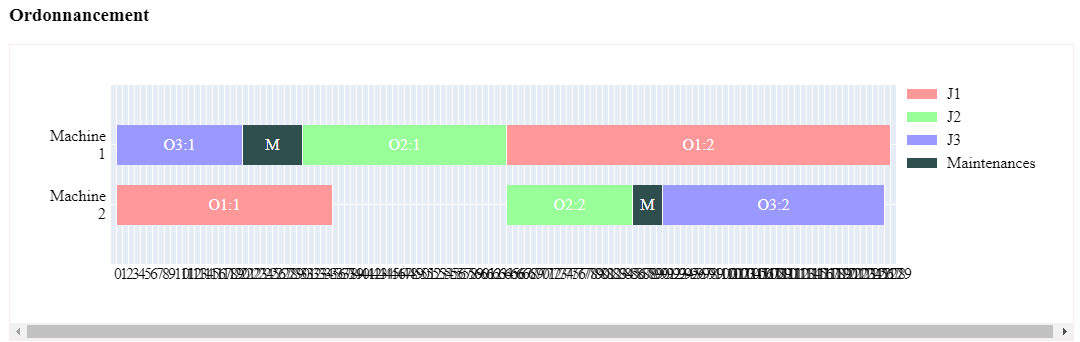 Ordonnancement
Machine
1
O3:1
M
O2:1
O1:2
Machine
2
O1:1
O2:2
M
O3:2
J1
J2
J3
Maintenances